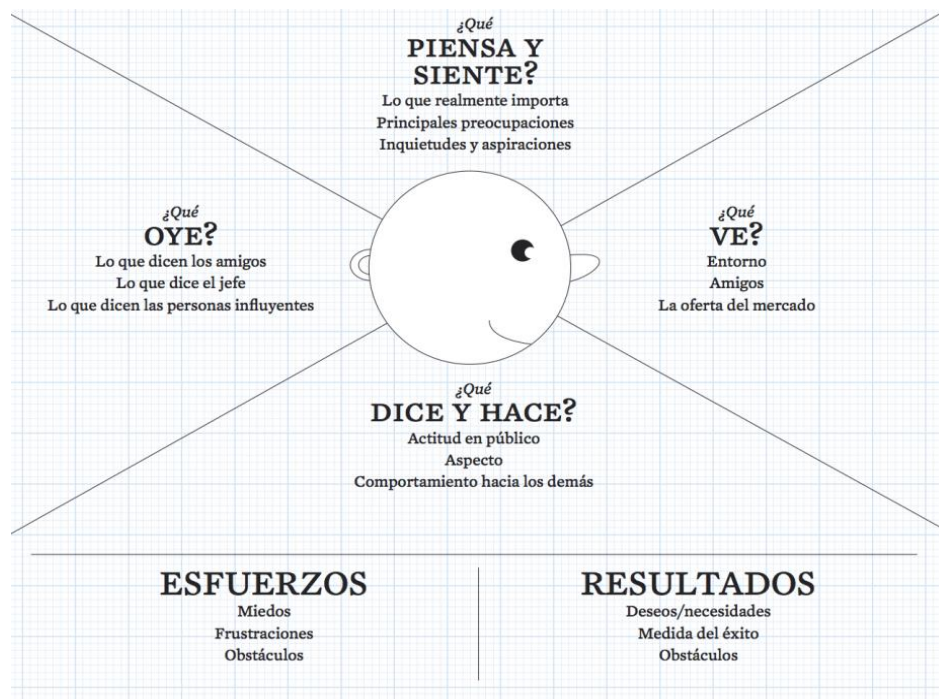 ¿Qué
PIENSA Y
SIENTE?
Lo que realmente importa
Principales preocupaciones
Inquietudes y aspiraciones
¿Qué
OYE?
Lo que dicen los amigos
Lo que dice el jefe
Lo que dicen las personas influyentes
¿Qué
VE?
Entorno
Amigos
La oferta del mercado
¿Qué
DICE Y HACE?
Actitud en público
Aspecto
Comportamiento hacia los demás
ESFUERZOS
Miedos
Frustraciones
Obstáculos
RESULTADOS
Deseos/necesidades
Medida del éxito
Obstáculos